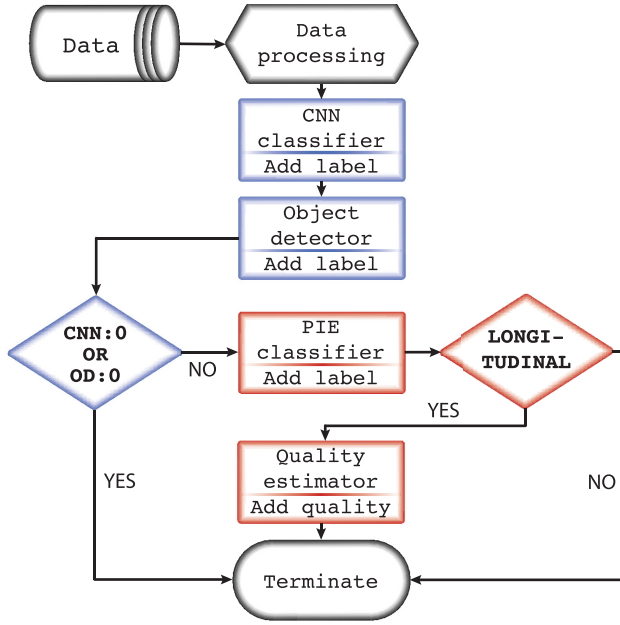 Data
Data
processing
CNN
classifier
Add label
Object
detector
Add label
CNN:0
OR
OD:0
NO
PIE
classifier
Add label
LONGI-
TUDINAL
YES
Quality
estimator
Add quality
YES
NO
Terminate